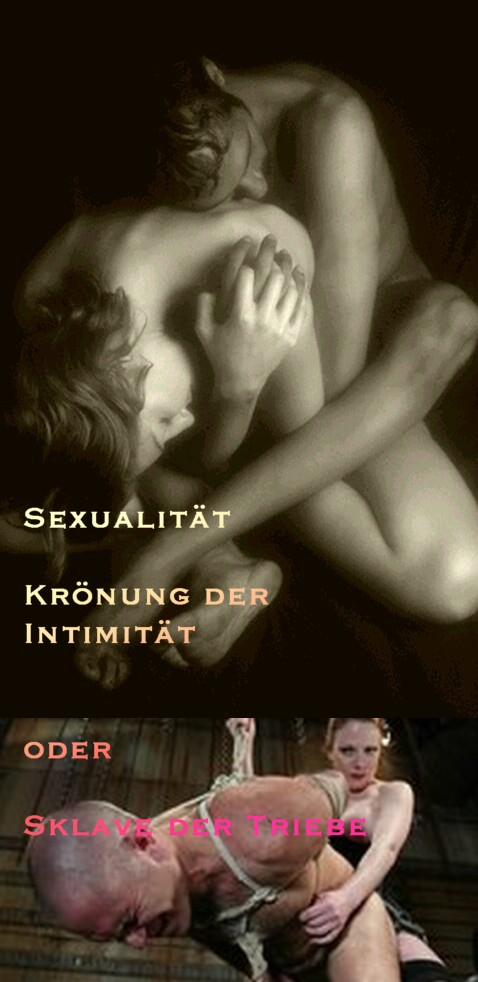 Sexualität
Krönung der
Intimität
oder
Sklave der Triebe